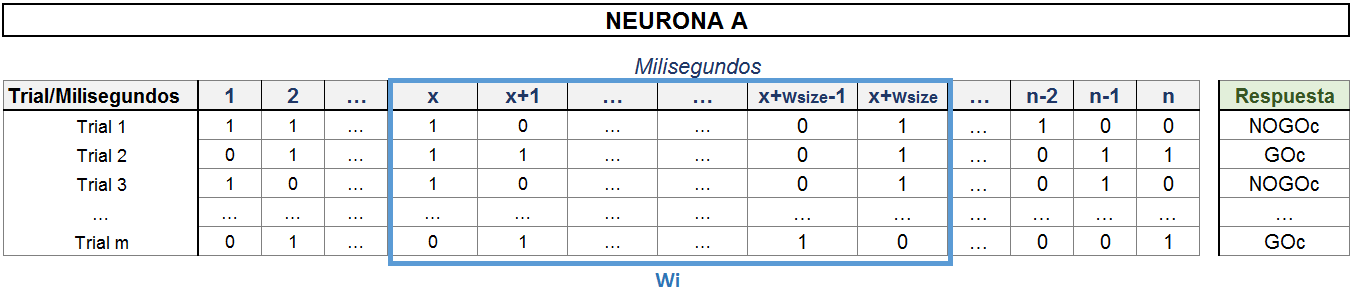 NEURONA A
Milisegundos
Trial/Milisegundos 1 2 ... x x+1 ... ... x+Wsize-1 x+Wsize ... n-2 n-1 n Respuesta
Trial 1 1 1 ... 1 0 ... ... 0 1 ... 1 0 0 NOGOc
Trial 2 0 1 ... 1 1 ... ... 0 1 ... 0 1 1 GOc
Trial 3 1 0 ... 1 0 ... ... 0 1 ... 0 1 0 NOGOc
... ... ... ... ... ... ... ... ... ... ... ... ... ... ...
Trial m 0 1 ... 0 1 ... ... 1 0 ... 0 0 1 GOc
Wi